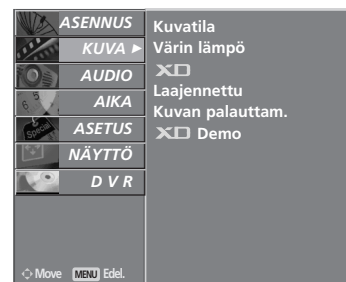 ASENNUS
KUVA ►
AUDIO
AIKA
ASETUS
NÄYTTÖ
D V R
Move MENU Edel.
Kuvatila
Värin lämpö
XD
Laajennettu
Kuvan palauttam.
XD Demo